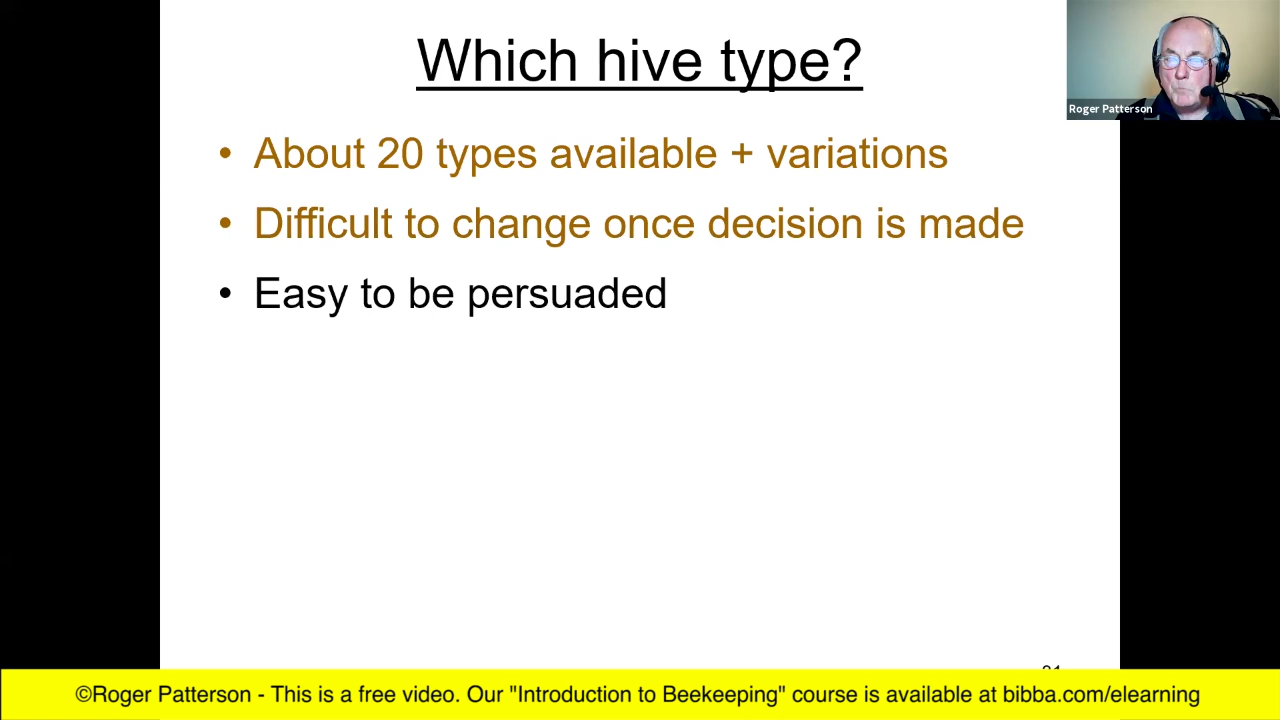 Which hive type?
Roger Patterson
• About 20 types available + variations
• Difficult to change once decision is made
• Easy to be persuaded
©Roger Patterson - This is a free video. Our "Introduction to Beekeeping" course is available at bibba.com/elearning